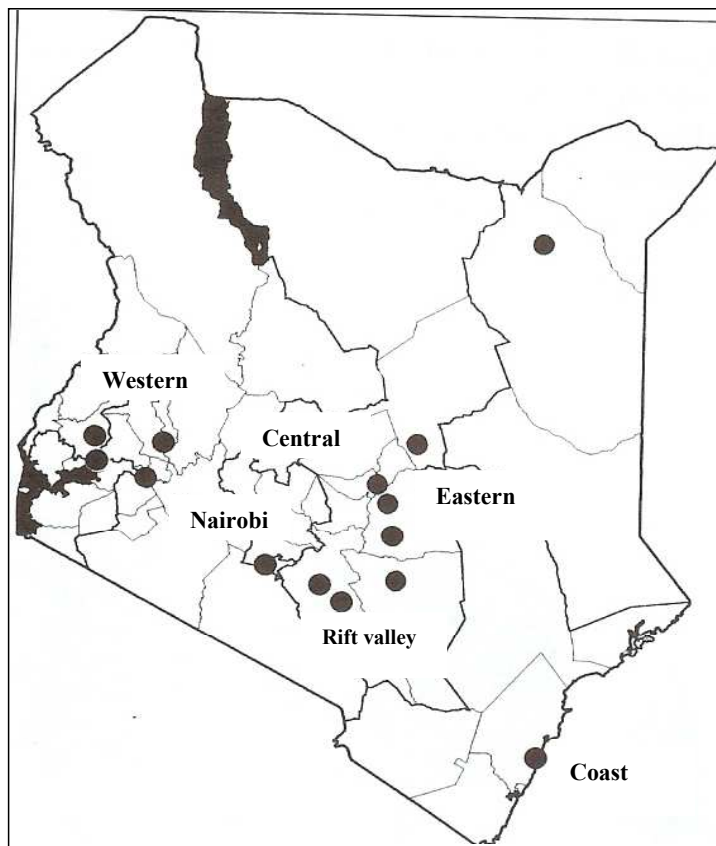 Western
Central
Eastern
Nairobi
Rift valley
Coast